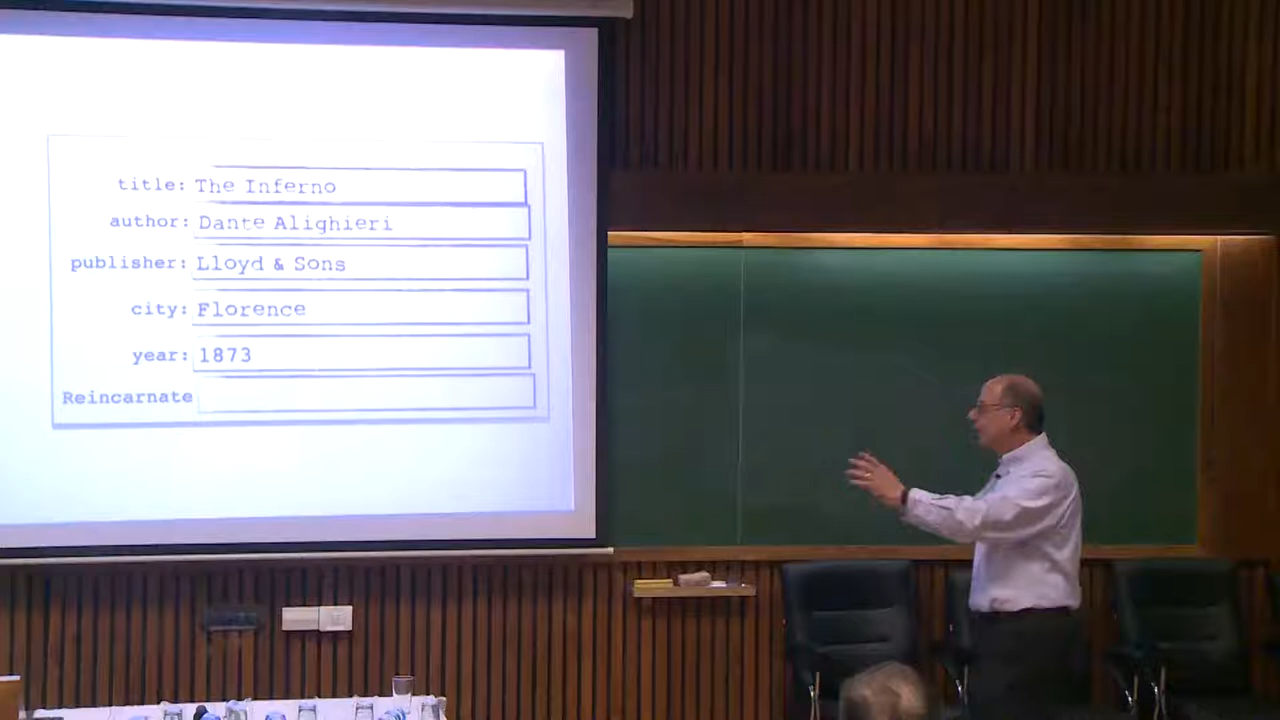 title: The Inferno
author: Dante Alighieri
publisher: Lloyd & Sons
city: Florence
year: 1873
Reincarnate